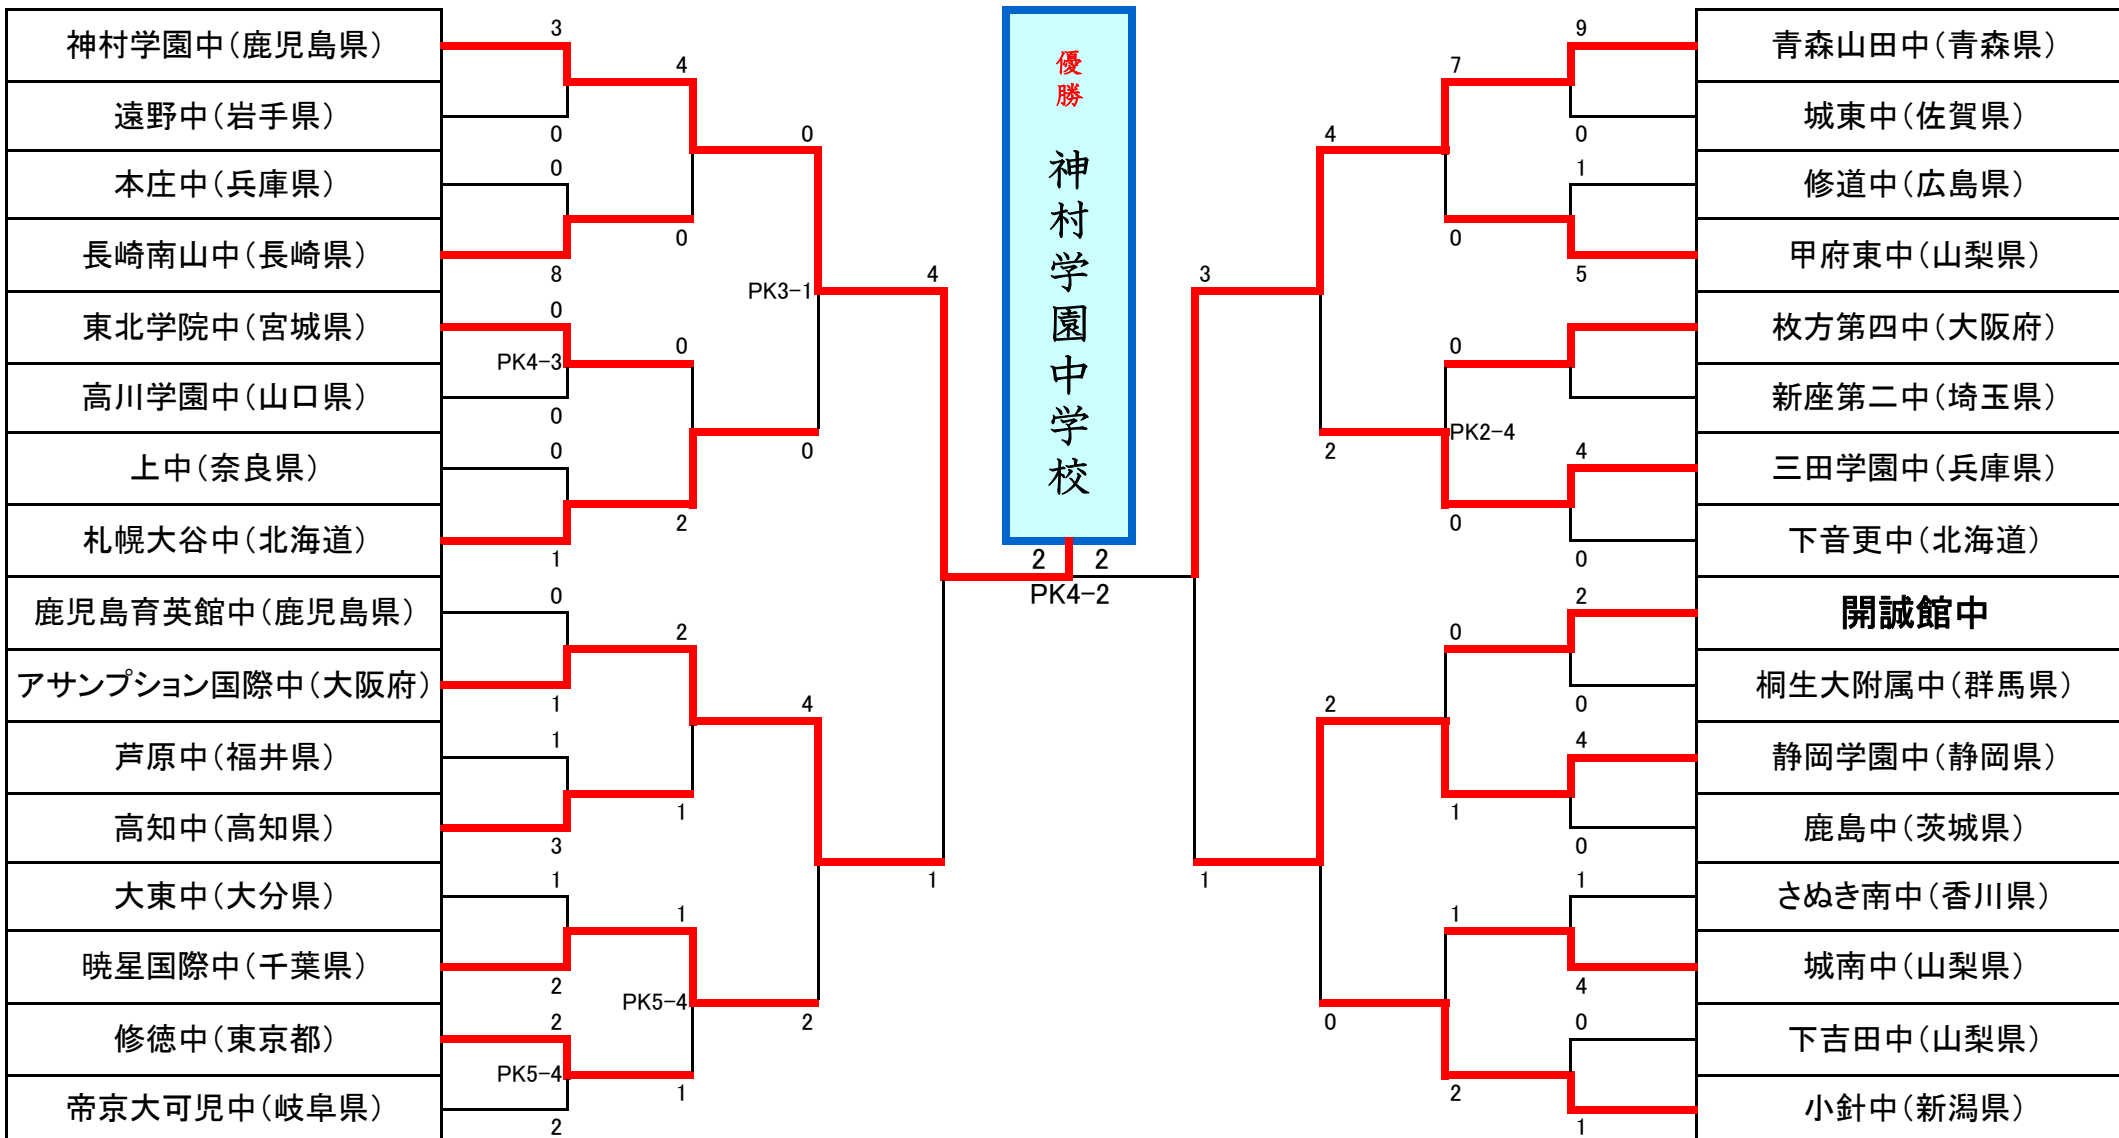 神村学園中(鹿児島県)
遠野中(岩手県)
本庄中(兵庫県)
長崎南山中(長崎県)
東北学院中(宮城県)
高川学園中(山口県)
上中(奈良県)
札幌大谷中(北海道)
鹿児島育英館中(鹿児島県)
アサンプション国際中(大阪府)
芦原中(福井県)
高知中(高知県)
大東中(大分県)
暁星国際中(千葉県)
修徳中(東京都)
帝京大可児中(岐阜県)
3
0
0
8
0
PK4-3
0
0
1
0
1
1
3
1
2
2
PK5-4
2
4
0
0
2
2
1
1
PK5-4
1
0
PK3-1
0
4
2
4
1
優勝
神村学園中学校
2 2
PK4-2
3
1
4
2
2
0
7
0
0
PK2-4
0
0
1
1
2
9
0
1
5
4
0
2
0
4
0
1
4
0
1
青森山田中(青森県)
城東中(佐賀県)
修道中(広島県)
甲府東中(山梨県)
枚方第四中(大阪府)
新座第二中(埼玉県)
三田学園中(兵庫県)
下音更中(北海道)
開誠館中
桐生大附属中(群馬県)
静岡学園中(静岡県)
鹿島中(茨城県)
さぬき南中(香川県)
城南中(山梨県)
下吉田中(山梨県)
小針中(新潟県)